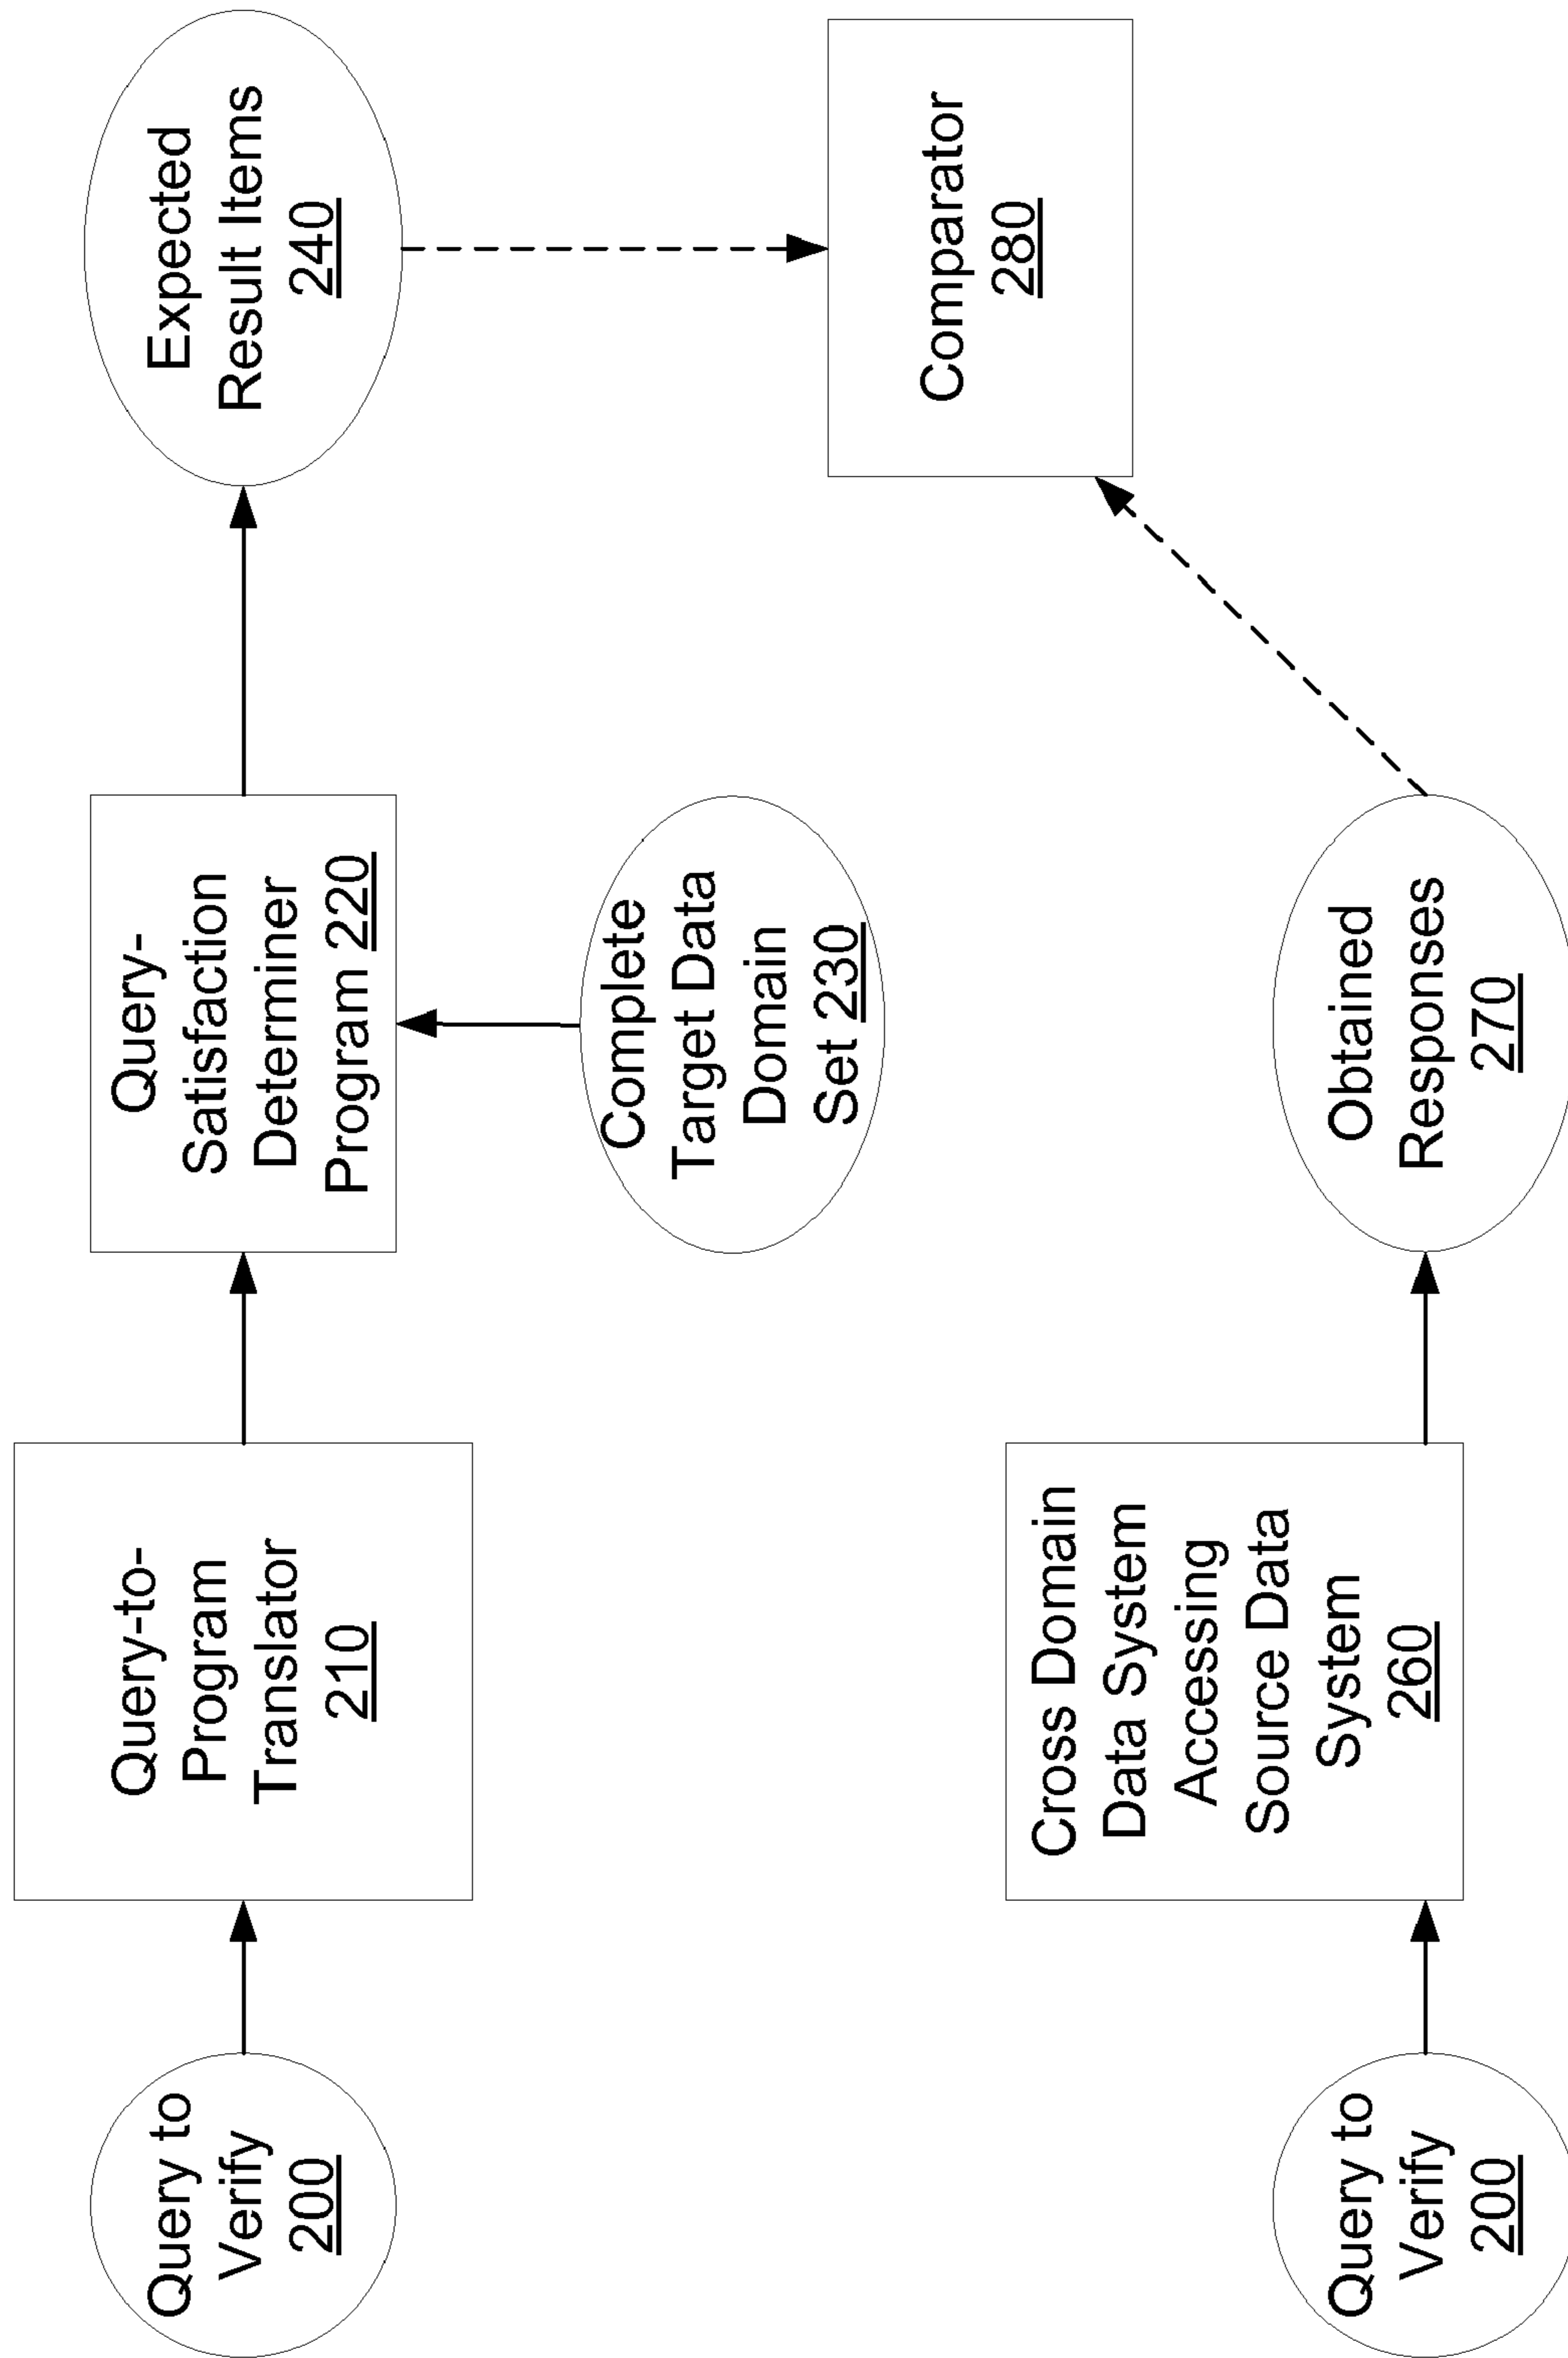 Query to
Verify
200
Query-to-
Program
Translator
210
Query-
Satisfaction
Determiner
Program 220
Expected
Result Items
240
Complete
Target Data
Domain
Set 230
Comparator
280
Query to
Verify
200
Cross Domain
Data System
Accessing
Source Data
System
260
Obtained
Responses
270